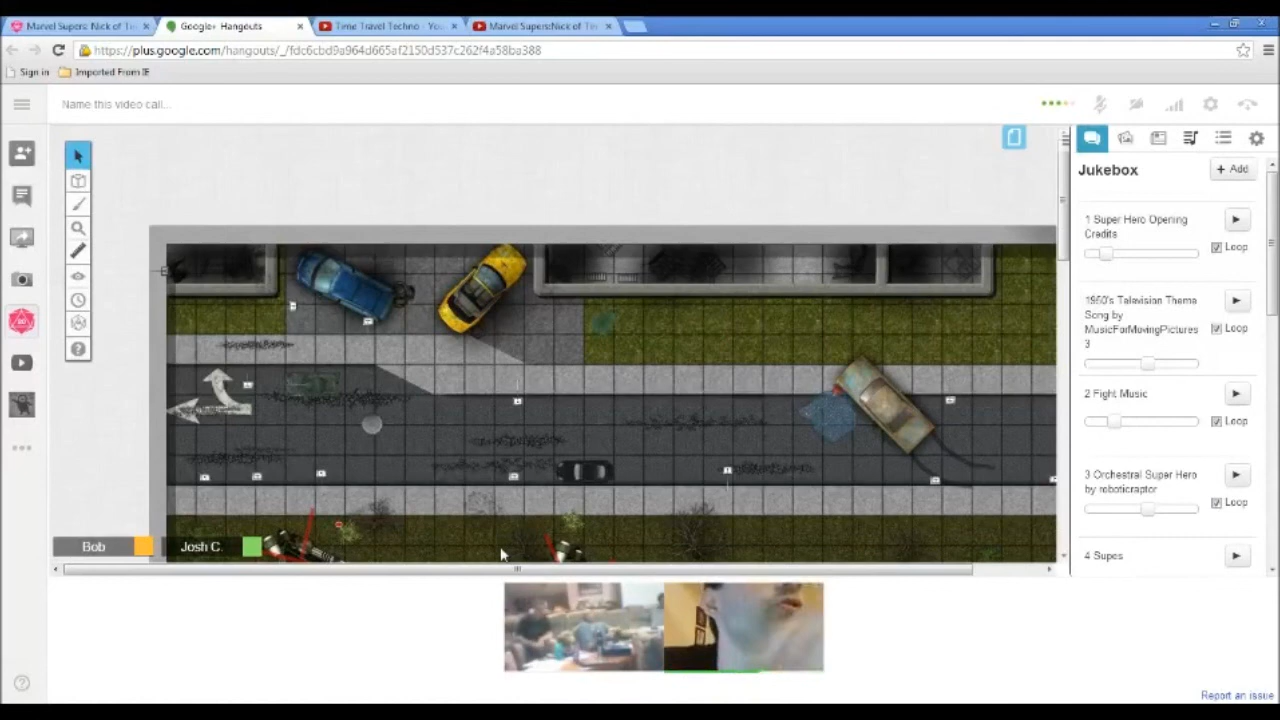 Marvel Supers: Nick of Ti
Google+ Hangouts
Time Travel Techno - You
Marvel Supers:Nick of Tim
https://plus.google.com/hangouts/_/fdc6cbd9a964d665af2150d537c262f4a58ba388
Sign in
Imported From IE
Name this video call...
Jukebox
+ Add
1 Super Hero Opening
Credits
Loop
1950's Television Theme
Song by
MusicForMovingPictures
3
Loop
2 Fight Music
Loop
3 Orchestral Super Hero
by roboticraptor
Loop
4 Supes
Bob
Josh C.
Report an issue